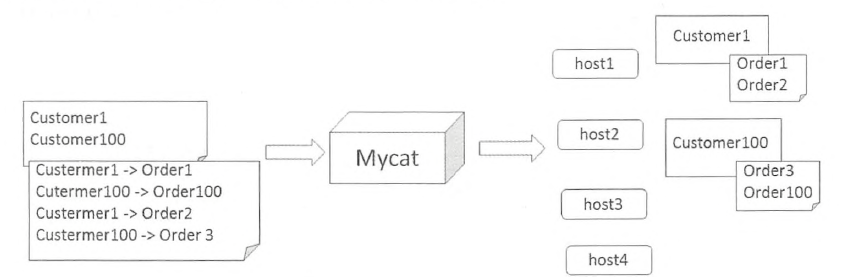 Customer1
Customer100
Custermer1 -> Order1
Cutermer100 -> Order100
Custermer1 -> Order2
Custermer100 -> Order 3
Mycat
host1
host2
host3
host4
Customer1
Order1
Order2
Customer100
Order3
Order100